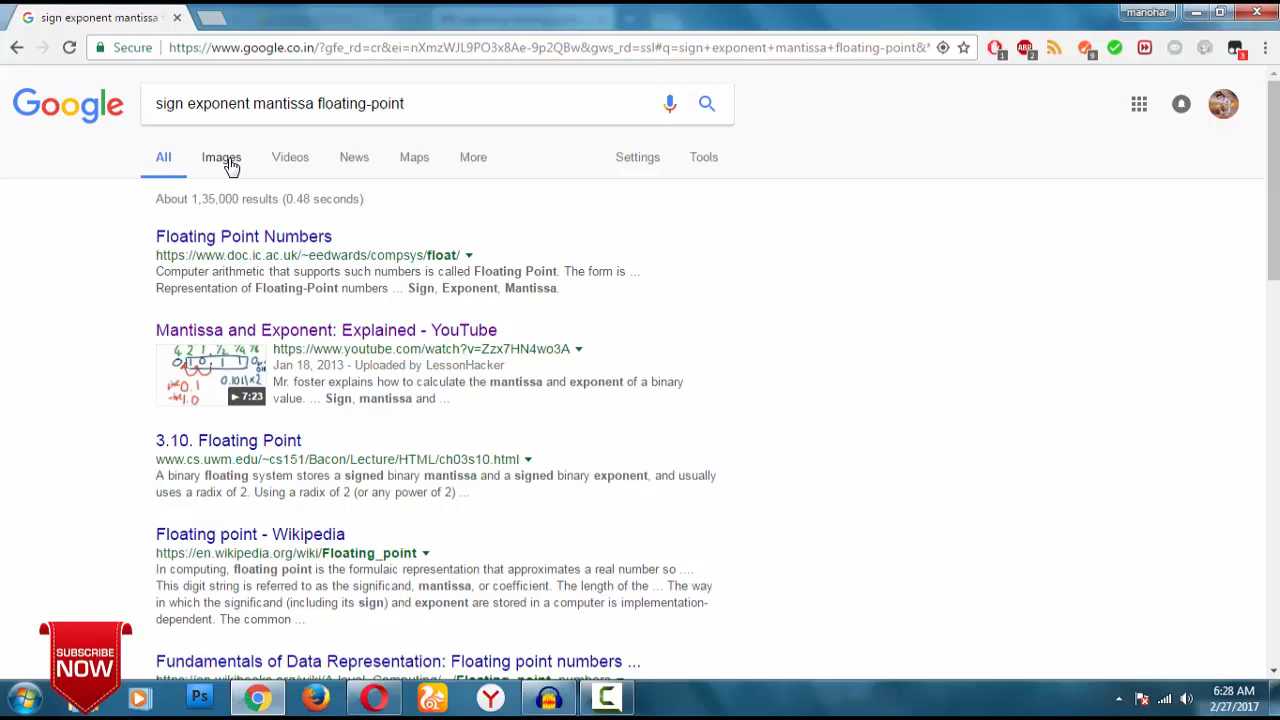 sign exponent mantissa
manohar
Secure
https://www.google.co.in/?gfe_rd=cr&ei=nXmzWJL9PO3x8Ae-9p2QBw&gws_rd=ssl#q=sign+exponent+mantissa+floating-point&*
1
2
9
3
Google
sign exponent mantissa floating-point
All Images Videos News Maps More Settings Tools
About 1,35,000 results (0.48 seconds)
Floating Point Numbers
https://www.doc.ic.ac.uk/~eedwards/compsys/float/
Computer arithmetic that supports such numbers is called Floating Point. The form is ...
Representation of Floating-Point numbers ... Sign, Exponent, Mantissa.
Mantissa and Exponent: Explained - YouTube
https://www.youtube.com/watch?v=Zzx7HN4wo3A
Jan 18, 2013 - Uploaded by LessonHacker
Mr. foster explains how to calculate the mantissa and exponent of a binary
value. ... Sign, mantissa and ...
7:23
3.10. Floating Point
www.cs.uwm.edu/~cs151/Bacon/Lecture/HTML/ch03s10.html
A binary floating system stores a signed binary mantissa and a signed binary exponent, and usually
uses a radix of 2. Using a radix of 2 (or any power of 2) ...
Floating point - Wikipedia
https://en.wikipedia.org/wiki/Floating_point
In computing, floating point is the formulaic representation that approximates a real number so ....
This digit string is referred to as the significand, mantissa, or coefficient. The length of the ... The way
in which the significand (including its sign) and exponent are stored in a computer is implementation-
dependent. The common ...
Fundamentals of Data Representation: Floating point numbers ...
SUBSCRIBE
NOW
Ps
6:28 AM
2/27/2017